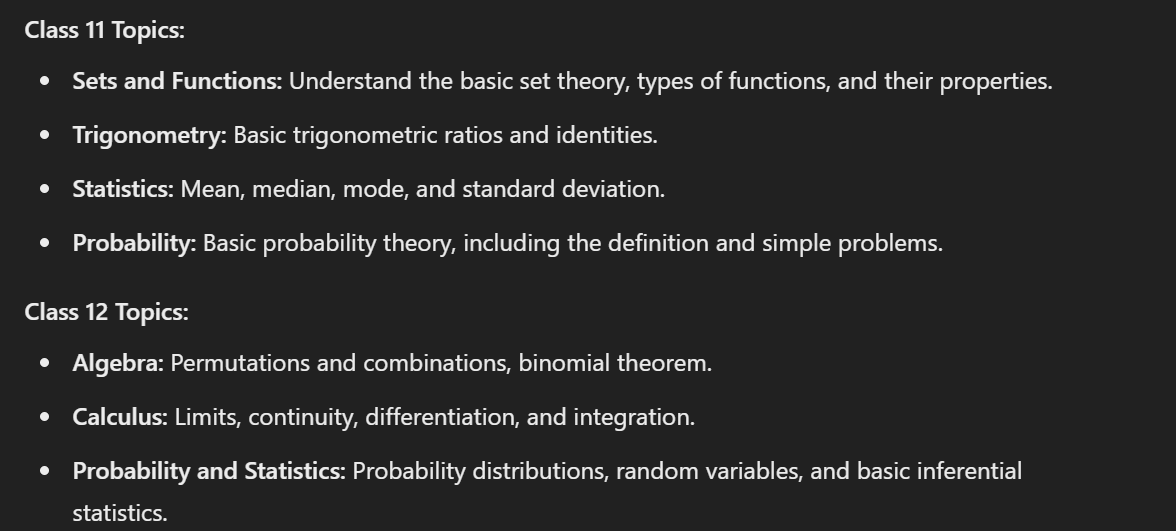 Class 11 Topics:
Sets and Functions: Understand the basic set theory, types of functions, and their properties.
Trigonometry: Basic trigonometric ratios and identities.
Statistics: Mean, median, mode, and standard deviation.
Probability: Basic probability theory, including the definition and simple problems.
Class 12 Topics:
Algebra: Permutations and combinations, binomial theorem.
Calculus: Limits, continuity, differentiation, and integration.
Probability and Statistics: Probability distributions, random variables, and basic inferential
statistics.